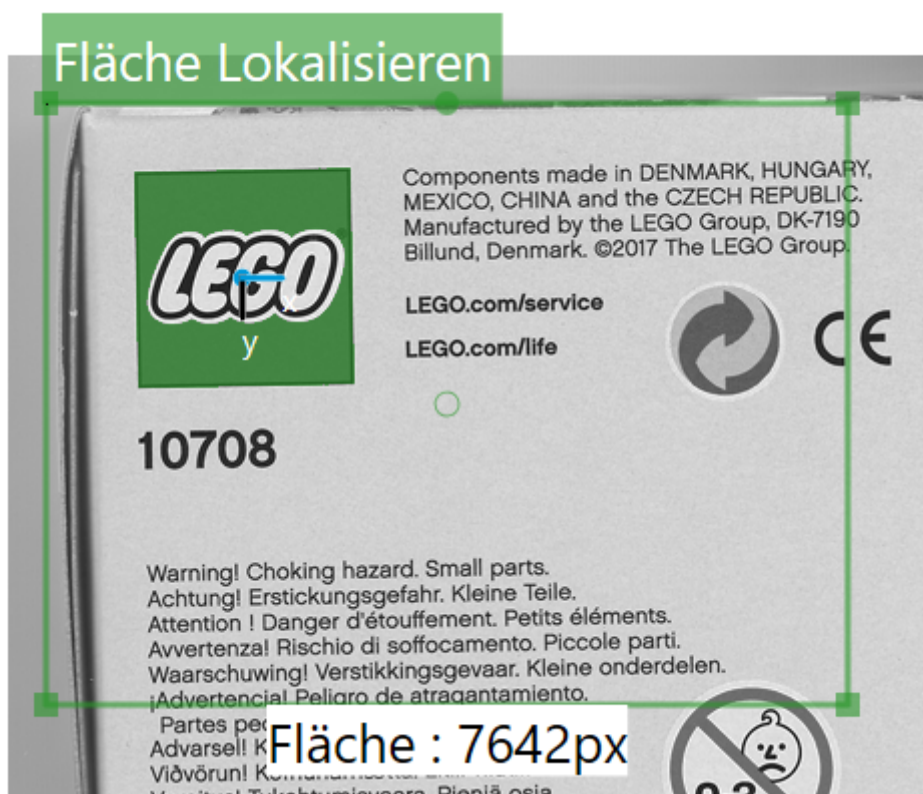 Fläche Lokalisieren
LEGO
x
y
Components made in DENMARK, HUNGARY,
MEXICO, CHINA and the CZECH REPUBLIC.
Manufactured by the LEGO Group, DK-7190
Billund, Denmark. ©2017 The LEGO Group.
LEGO.com/service
LEGO.com/life
CE
10708
Warning! Choking hazard. Small parts.
Achtung! Erstickungsgefahr. Kleine Teile.
Attention ! Danger d'étouffement. Petits éléments.
Avvertenza! Rischio di soffocamento. Piccole parti.
Waarschuwing! Verstikkingsgevaar. Kleine onderdelen.
¡Advertencia! Peligro de atragantamiento.
Partes
Advarsel!
Viðvörun!
Fläche : 7642px